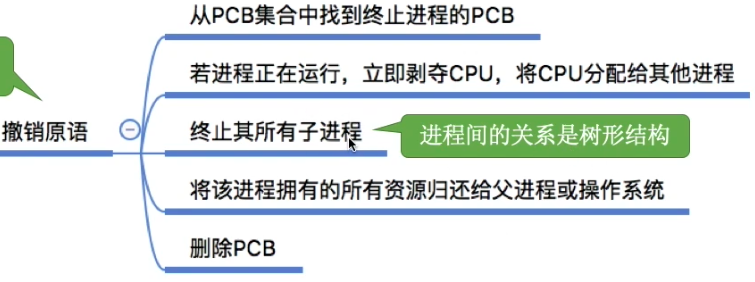 从PCB集合中找到终止进程的PCB
若进程正在运行，立即剥夺CPU，将CPU分配给其他进程
撤销原语
终止其所有子进程
进程间的关系是树形结构
将该进程拥有的所有资源归还给父进程或操作系统
删除PCB